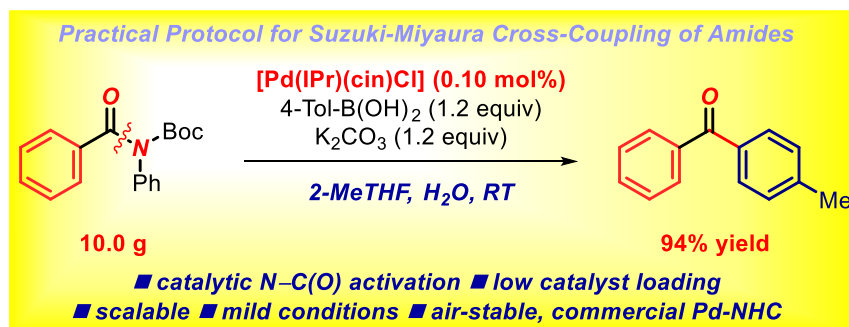 Practical Protocol for Suzuki-Miyaura Cross-Coupling of Amides
[Pd(IPr)(cin)Cl] (0.10 mol%)
4-Tol-B(OH)₂ (1.2 equiv)
K₂CO₃ (1.2 equiv)
2-MeTHF, H₂O, RT
O
N
Boc
Ph
10.0 g
O
Me
94% yield
■ catalytic N–C(O) activation ■ low catalyst loading
■ scalable ■ mild conditions ■ air-stable, commercial Pd-NHC